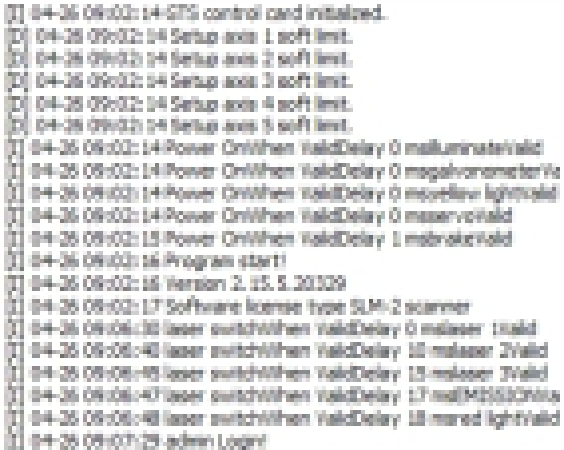 [I] 04-26 09:02:14 GTS control card initialized.
[D] 04-26 09:02:14 Setup axis 1 soft limit.
[D] 04-26 09:02:14 Setup axis 2 soft limit.
[D] 04-26 09:02:14 Setup axis 3 soft limit.
[D] 04-26 09:02:14 Setup axis 4 soft limit.
[D] 04-26 09:02:14 Setup axis 5 soft limit.
[I] 04-26 09:02:14 Power OnWhen ValidDelay 0 msilluminateValid
[I] 04-26 09:02:14 Power OnWhen ValidDelay 0 msgalvonometerVa
[I] 04-26 09:02:14 Power OnWhen ValidDelay 0 msyellow lightValid
[I] 04-26 09:02:14 Power OnWhen ValidDelay 0 msservoValid
[I] 04-26 09:02:15 Power OnWhen ValidDelay 1 msbrakeValid
[I] 04-26 09:02:16 Program start!
[I] 04-26 09:02:16 Version 2.15.5.20329
[I] 04-26 09:02:17 Software license type SLM-2 scanner
[I] 04-26 09:06:30 laser switchWhen ValidDelay 0 mslaser 1Valid
[I] 04-26 09:06:40 laser switchWhen ValidDelay 10 mslaser 2Valid
[I] 04-26 09:06:45 laser switchWhen ValidDelay 15 mslaser 3Valid
[I] 04-26 09:06:47 laser switchWhen ValidDelay 17 msEMISSIONVa
[I] 04-26 09:06:48 laser switchWhen ValidDelay 18 msred lightValid
[I] 04-26 09:07:29 admin Login!